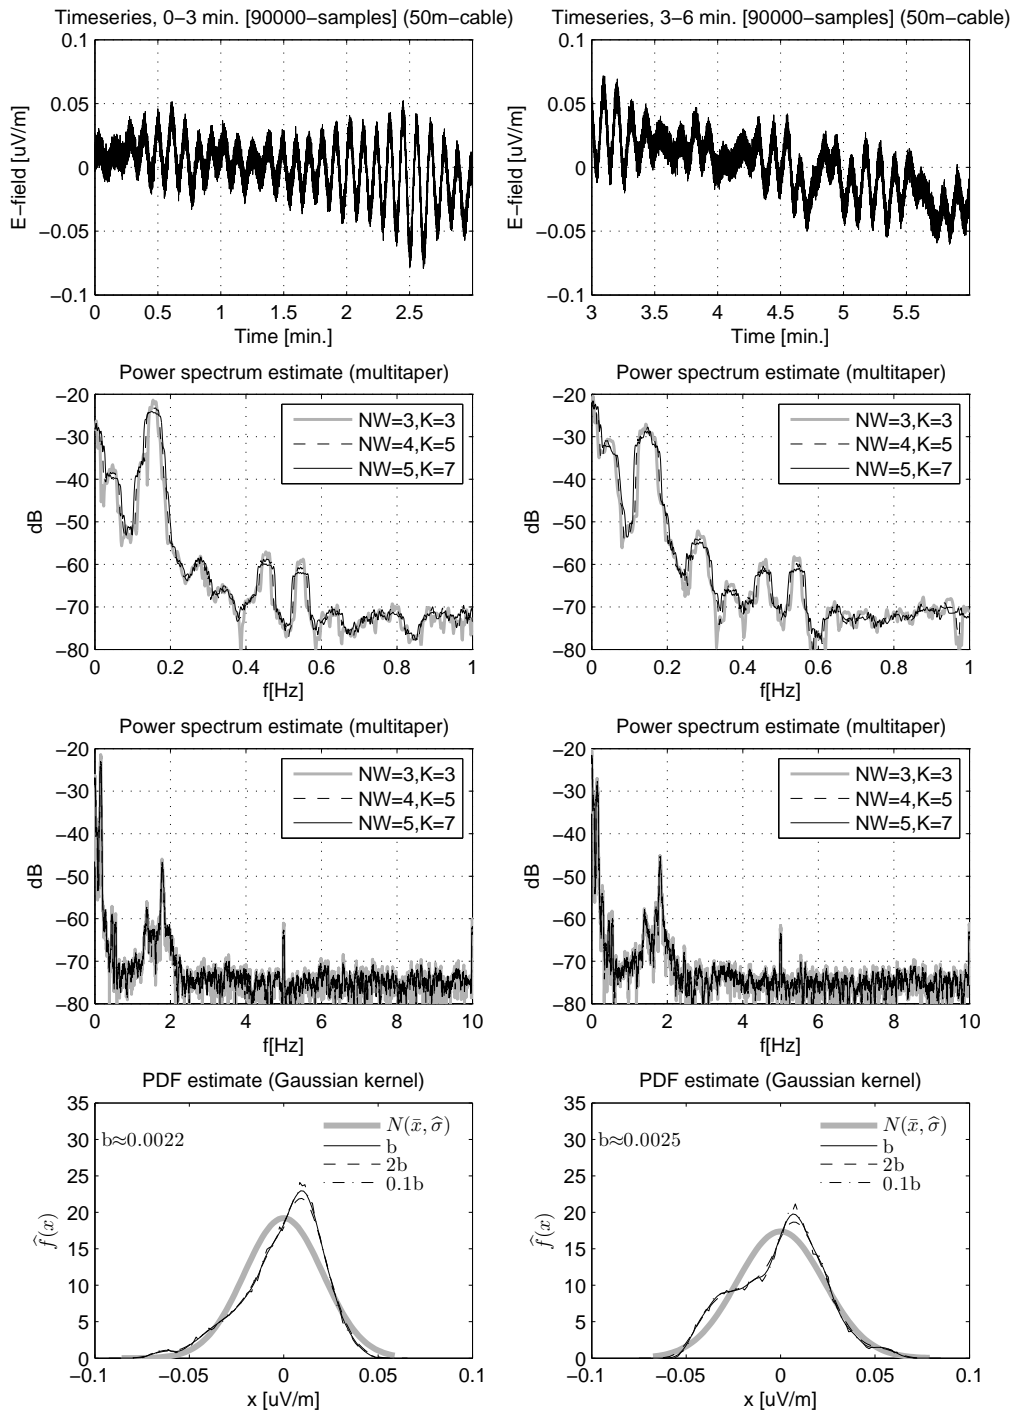 Timeseries, 0−3 min. [90000−samples] (50m−cable)
0.1
0.05
0
−0.05
−0.1
E−field [uV/m]
0
0.5
1
1.5
2
2.5
Time [min.]
Timeseries, 3−6 min. [90000−samples] (50m−cable)
0.1
0.05
0
−0.05
−0.1
E−field [uV/m]
3
3.5
4
4.5
5
5.5
Time [min.]
Power spectrum estimate (multitaper)
−20
−30
−40
−50
−60
−70
−80
dB
NW=3,K=3
NW=4,K=5
NW=5,K=7
0
0.2
0.4
0.6
0.8
1
f[Hz]
Power spectrum estimate (multitaper)
−20
−30
−40
−50
−60
−70
−80
dB
NW=3,K=3
NW=4,K=5
NW=5,K=7
0
0.2
0.4
0.6
0.8
1
f[Hz]
Power spectrum estimate (multitaper)
−20
−30
−40
−50
−60
−70
−80
dB
NW=3,K=3
NW=4,K=5
NW=5,K=7
0
2
4
6
8
10
f[Hz]
Power spectrum estimate (multitaper)
−20
−30
−40
−50
−60
−70
−80
dB
NW=3,K=3
NW=4,K=5
NW=5,K=7
0
2
4
6
8
10
f[Hz]
PDF estimate (Gaussian kernel)
35
30
25
20
15
10
5
0
f̂(x)
b≈0.0022
N(x̄, σ̂)
b
2b
0.1b
−0.1
−0.05
0
0.05
0.1
x [uV/m]
PDF estimate (Gaussian kernel)
35
30
25
20
15
10
5
0
f̂(x)
b≈0.0025
N(x̄, σ̂)
b
2b
0.1b
−0.1
−0.05
0
0.05
0.1
x [uV/m]